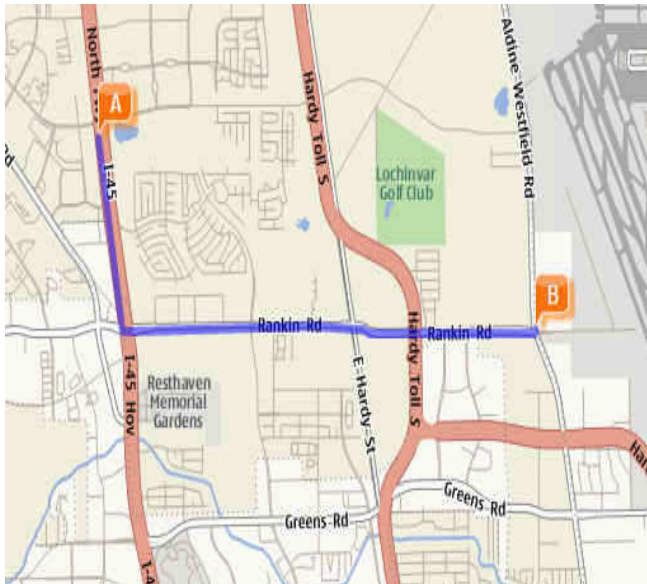 North
A
I-45
Hardy Toll S
Aldine Westfield Rd
Lochinvar
Golf Club
B
Rankin Rd
Hardy Toll S
Rankin Rd
I-45 Hov
Resthaven
Memorial
Gardens
E Hardy St
Greens Rd
Greens Rd